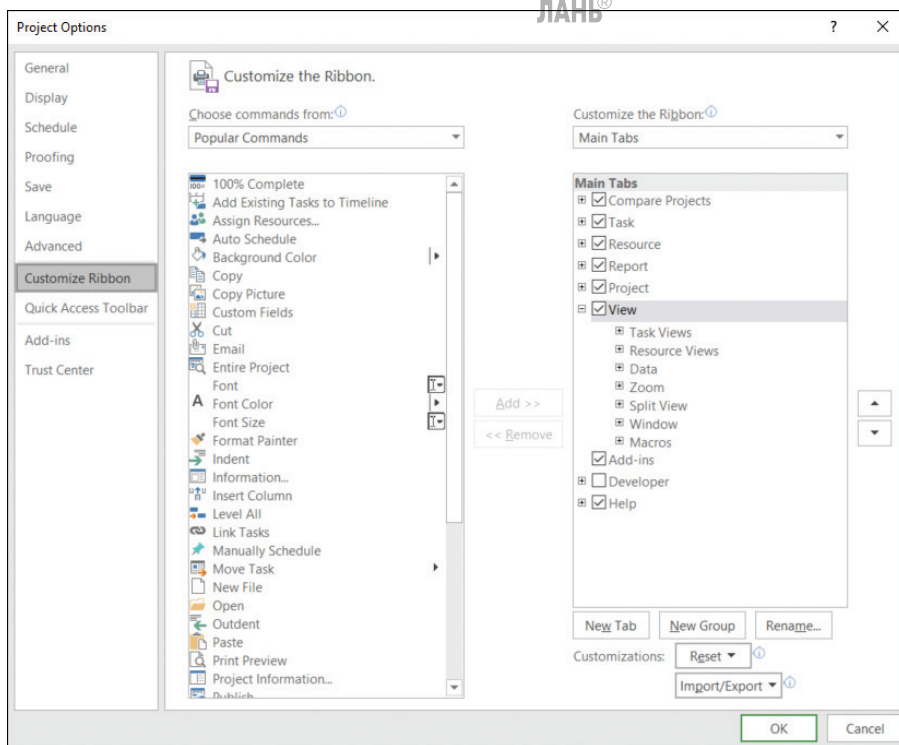 ЛАНЬ®
Project Options
?
General
Display
Schedule
Proofing
Save
Language
Advanced
Customize Ribbon
Quick Access Toolbar
Add-ins
Trust Center
Customize the Ribbon.
Choose commands from:
Popular Commands
100% Complete
Add Existing Tasks to Timeline
Assign Resources...
Auto Schedule
Background Color
Copy
Copy Picture
Custom Fields
Cut
Email
Entire Project
Font
Font Color
Font Size
Format Painter
Indent
Information...
Insert Column
Level All
Link Tasks
Manually Schedule
Move Task
New File
Open
Outdent
Paste
Print Preview
Project Information...
Publish
Add >>
<< Remove
Customize the Ribbon:
Main Tabs
Main Tabs
Compare Projects
Task
Resource
Report
Project
View
Task Views
Resource Views
Data
Zoom
Split View
Window
Macros
Add-ins
Developer
Help
New Tab
New Group
Rename...
Customizations:
Reset
Import/Export
OK
Cancel